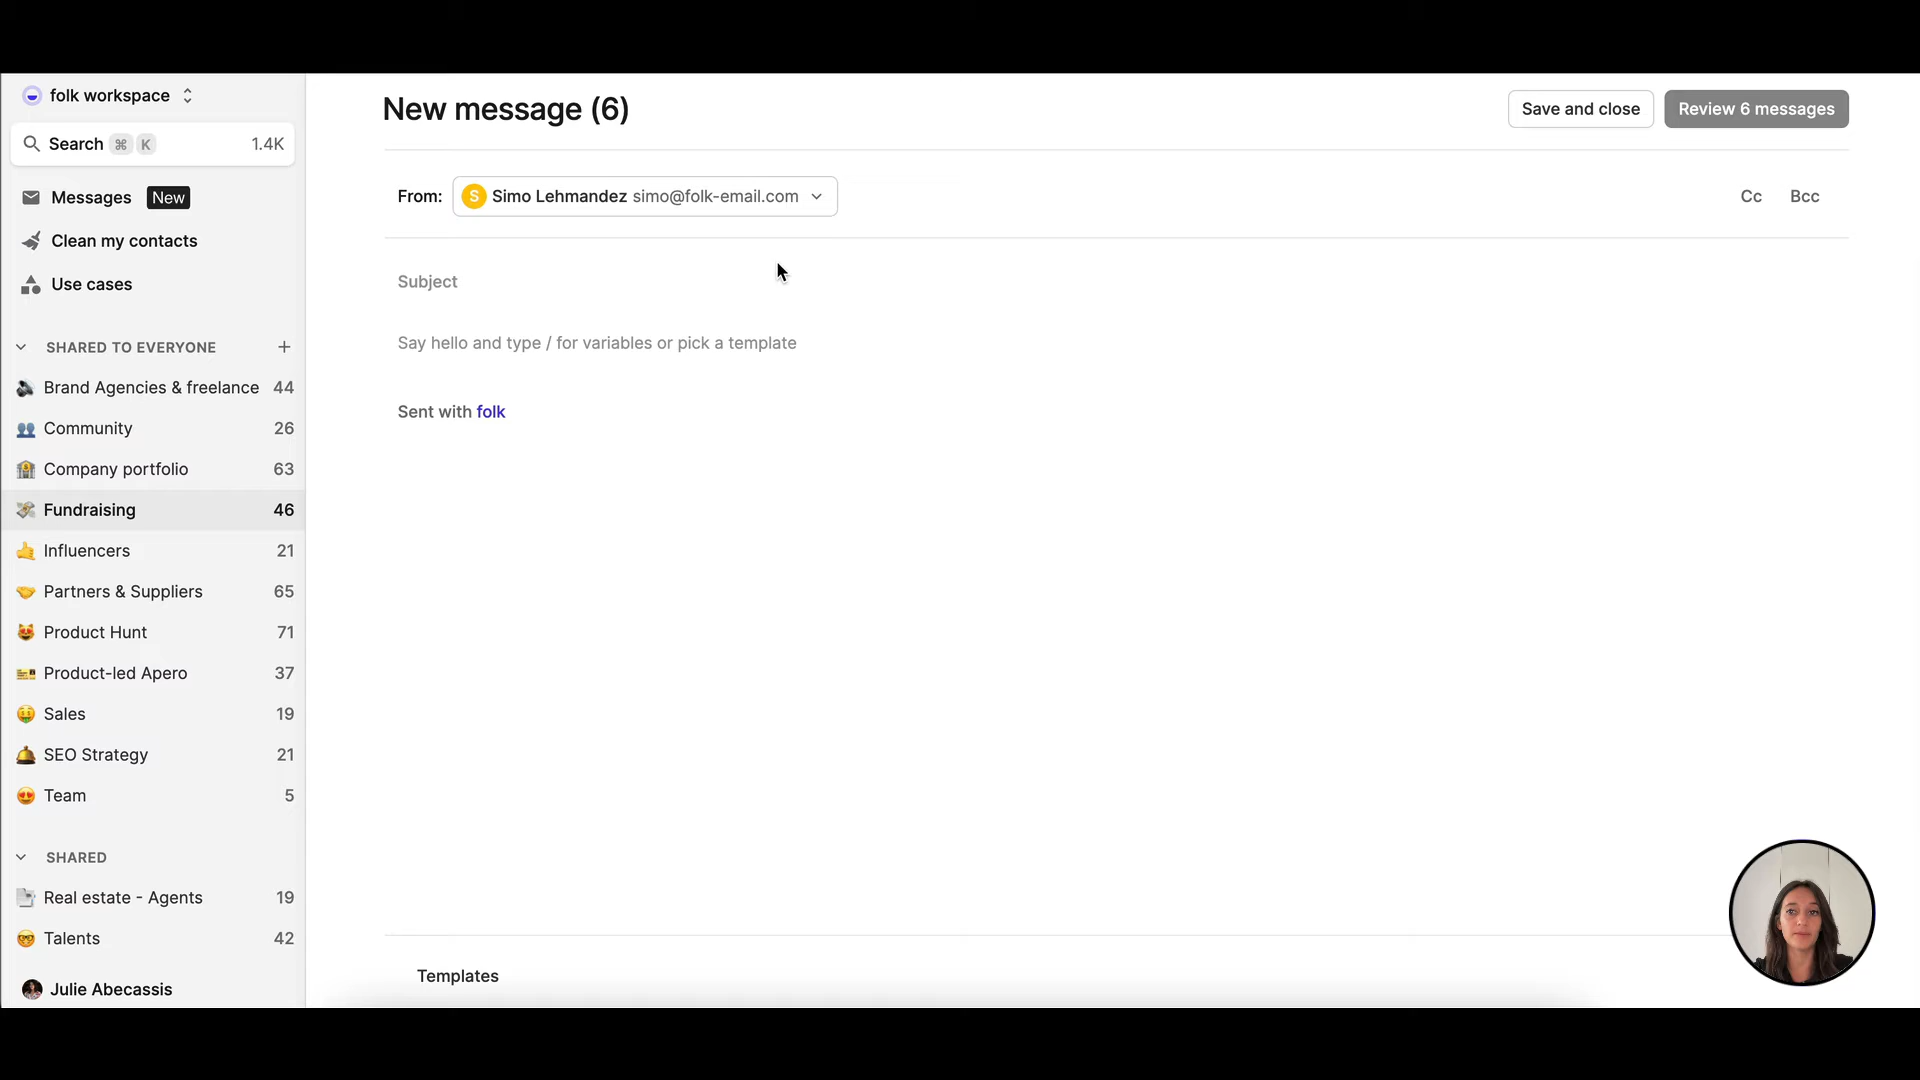 folk workspace
Search ⌘ K 1.4K
Messages New
Clean my contacts
Use cases
SHARED TO EVERYONE +
Brand Agencies & freelance 44
Community 26
Company portfolio 63
Fundraising 46
Influencers 21
Partners & Suppliers 65
Product Hunt 71
Product-led Apero 37
Sales 19
SEO Strategy 21
Team 5
SHARED
Real estate - Agents 19
Talents 42
Julie Abecassis
New message (6)
Save and close
Review 6 messages
From: S Simo Lehmandez simo@folk-email.com
Cc Bcc
Subject
Say hello and type / for variables or pick a template
Sent with folk
Templates